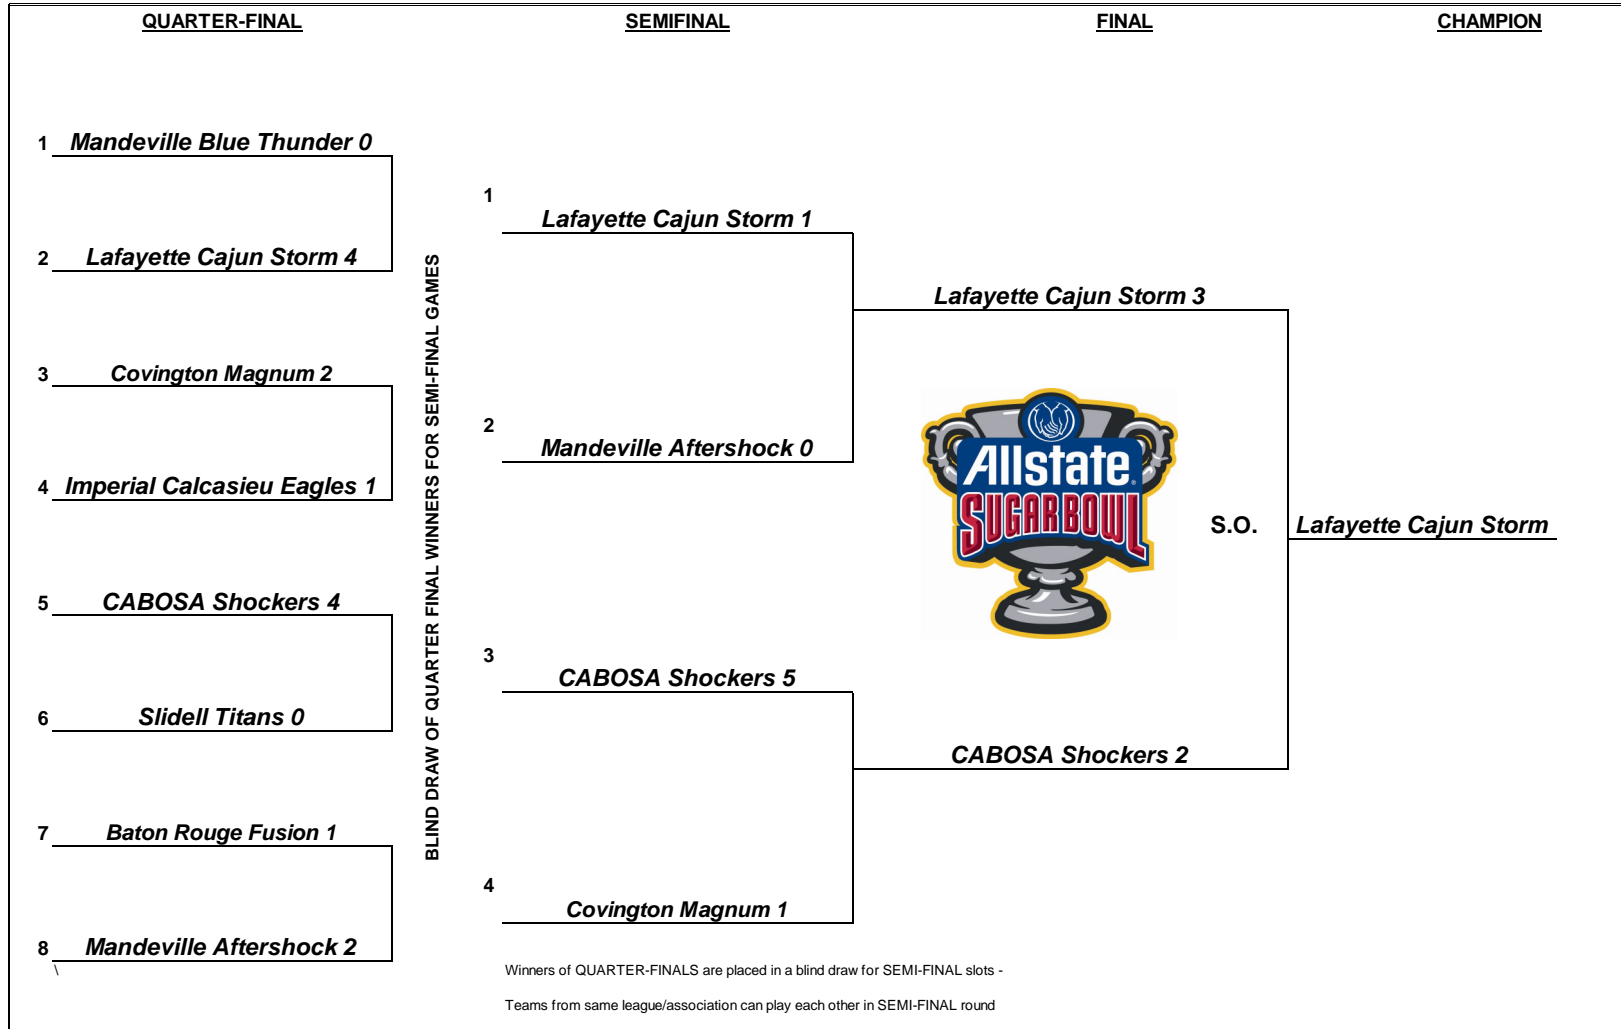 QUARTER-FINAL
SEMIFINAL
FINAL
CHAMPION
1 Mandeville Blue Thunder 0
2 Lafayette Cajun Storm 4
3 Covington Magnum 2
4 Imperial Calcasieu Eagles 1
5 CABOSA Shockers 4
6 Slidell Titans 0
7 Baton Rouge Fusion 1
8 Mandeville Aftershock 2
\
BLIND DRAW OF QUARTER FINAL WINNERS FOR SEMI-FINAL GAMES
1
Lafayette Cajun Storm 1
2
Mandeville Aftershock 0
3
CABOSA Shockers 5
4
Covington Magnum 1
Winners of QUARTER-FINALS are placed in a blind draw for SEMI-FINAL slots -
Teams from same league/association can play each other in SEMI-FINAL round
Lafayette Cajun Storm 3
Allstate®
SUGAR BOWL
S.O.
CABOSA Shockers 2
Lafayette Cajun Storm